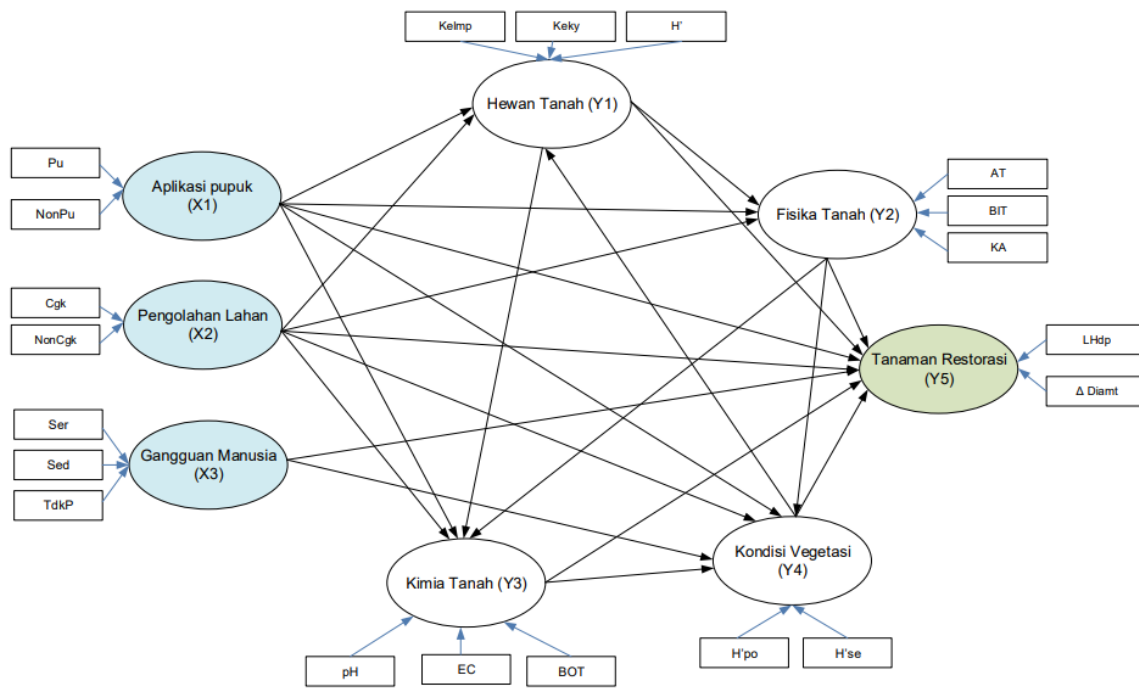 Kelmp
Keky
H'
Hewan Tanah (Y1)
Pu
NonPu
Aplikasi pupuk
(X1)
AT
BIT
KA
Fisika Tanah (Y2)
Cgk
NonCgk
Pengolahan Lahan
(X2)
LHdp
Δ Diamt
Tanaman Restorasi
(Y5)
Ser
Sed
TdkP
Gangguan Manusia
(X3)
Kimia Tanah (Y3)
Kondisi Vegetasi
(Y4)
pH
EC
BOT
H'po
H'se